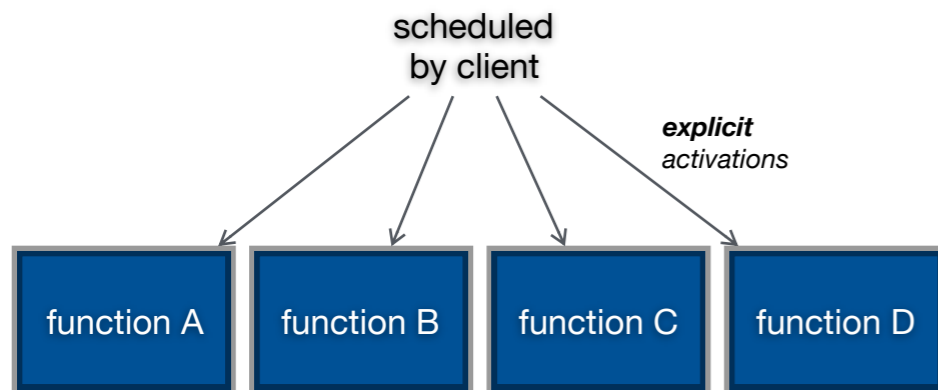 scheduled
by client
explicit
activations
function A
function B
function C
function D